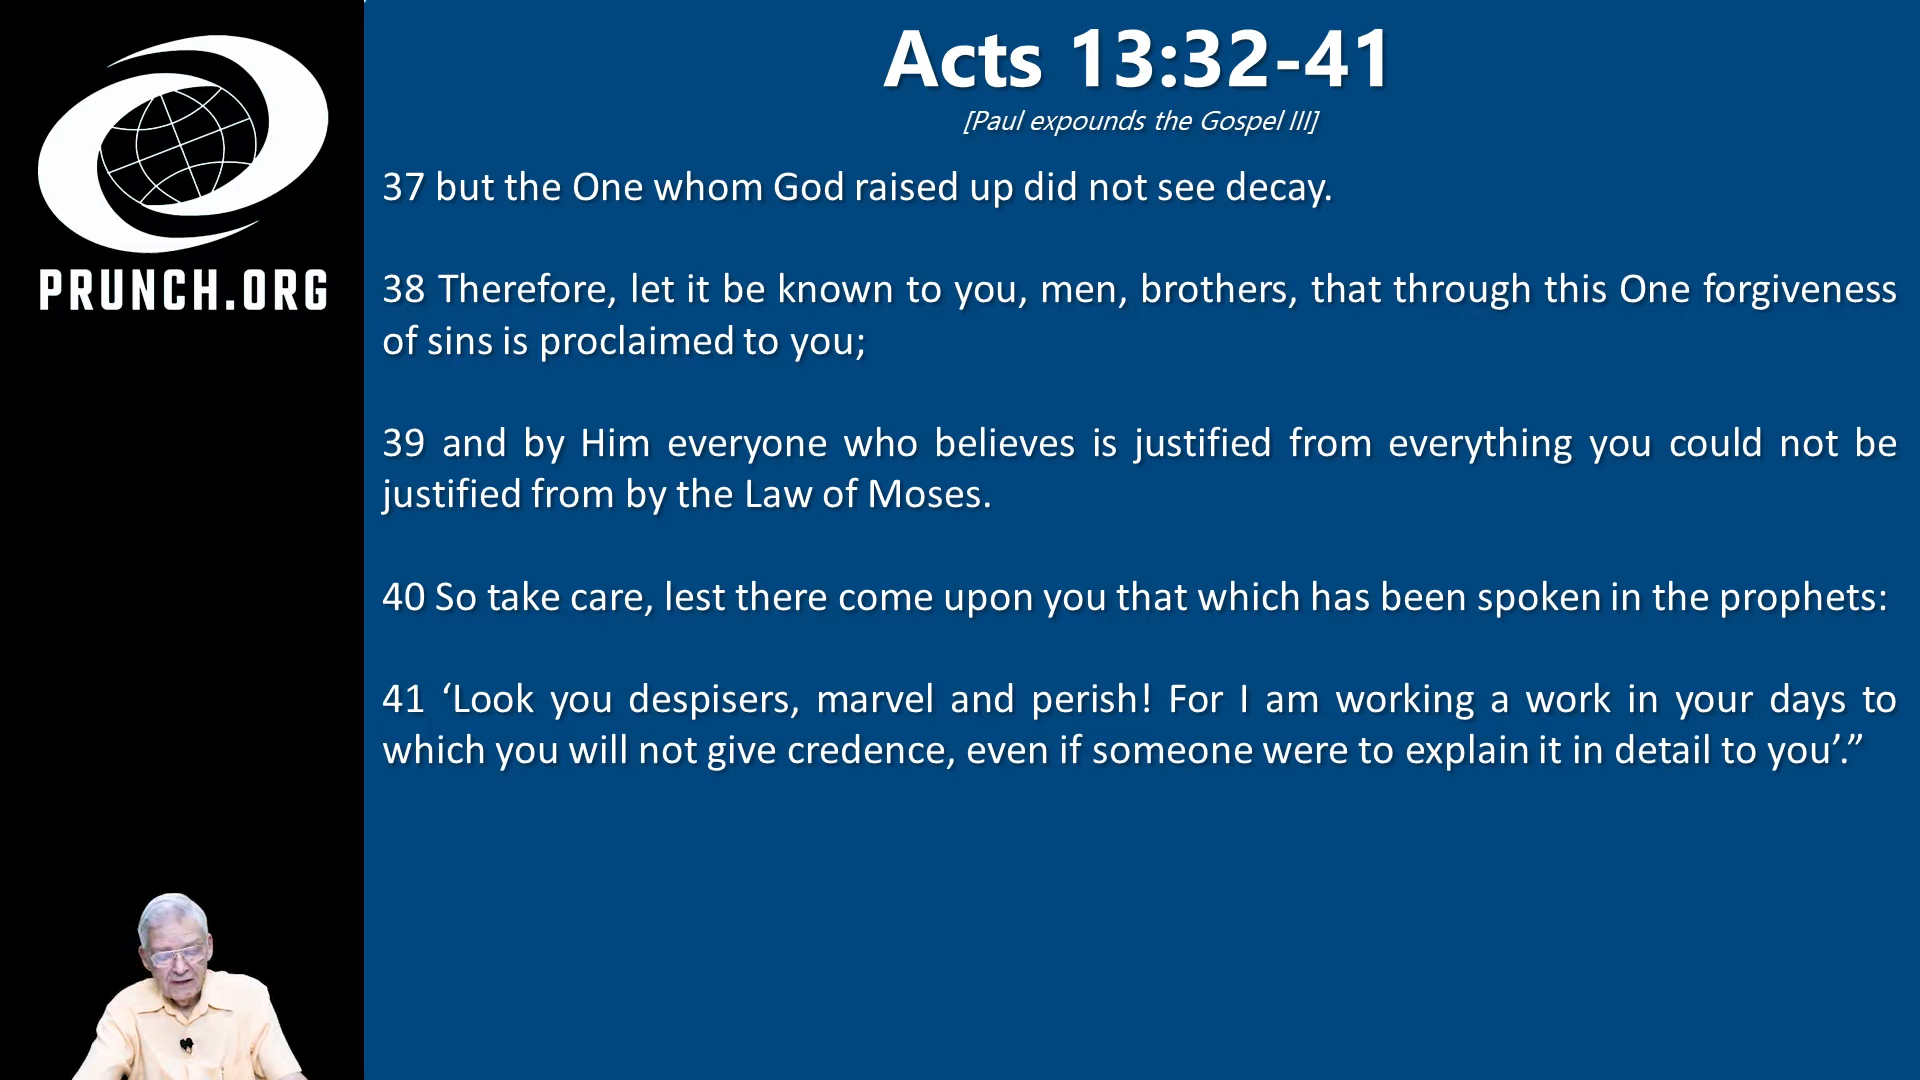 PRUNCH.ORG
Acts 13:32-41
[Paul expounds the Gospel III]
37 but the One whom God raised up did not see decay.
38 Therefore, let it be known to you, men, brothers, that through this One forgiveness
of sins is proclaimed to you;
39 and by Him everyone who believes is justified from everything you could not be
justified from by the Law of Moses.
40 So take care, lest there come upon you that which has been spoken in the prophets:
41 ‘Look you despisers, marvel and perish! For I am working a work in your days to
which you will not give credence, even if someone were to explain it in detail to you’.”